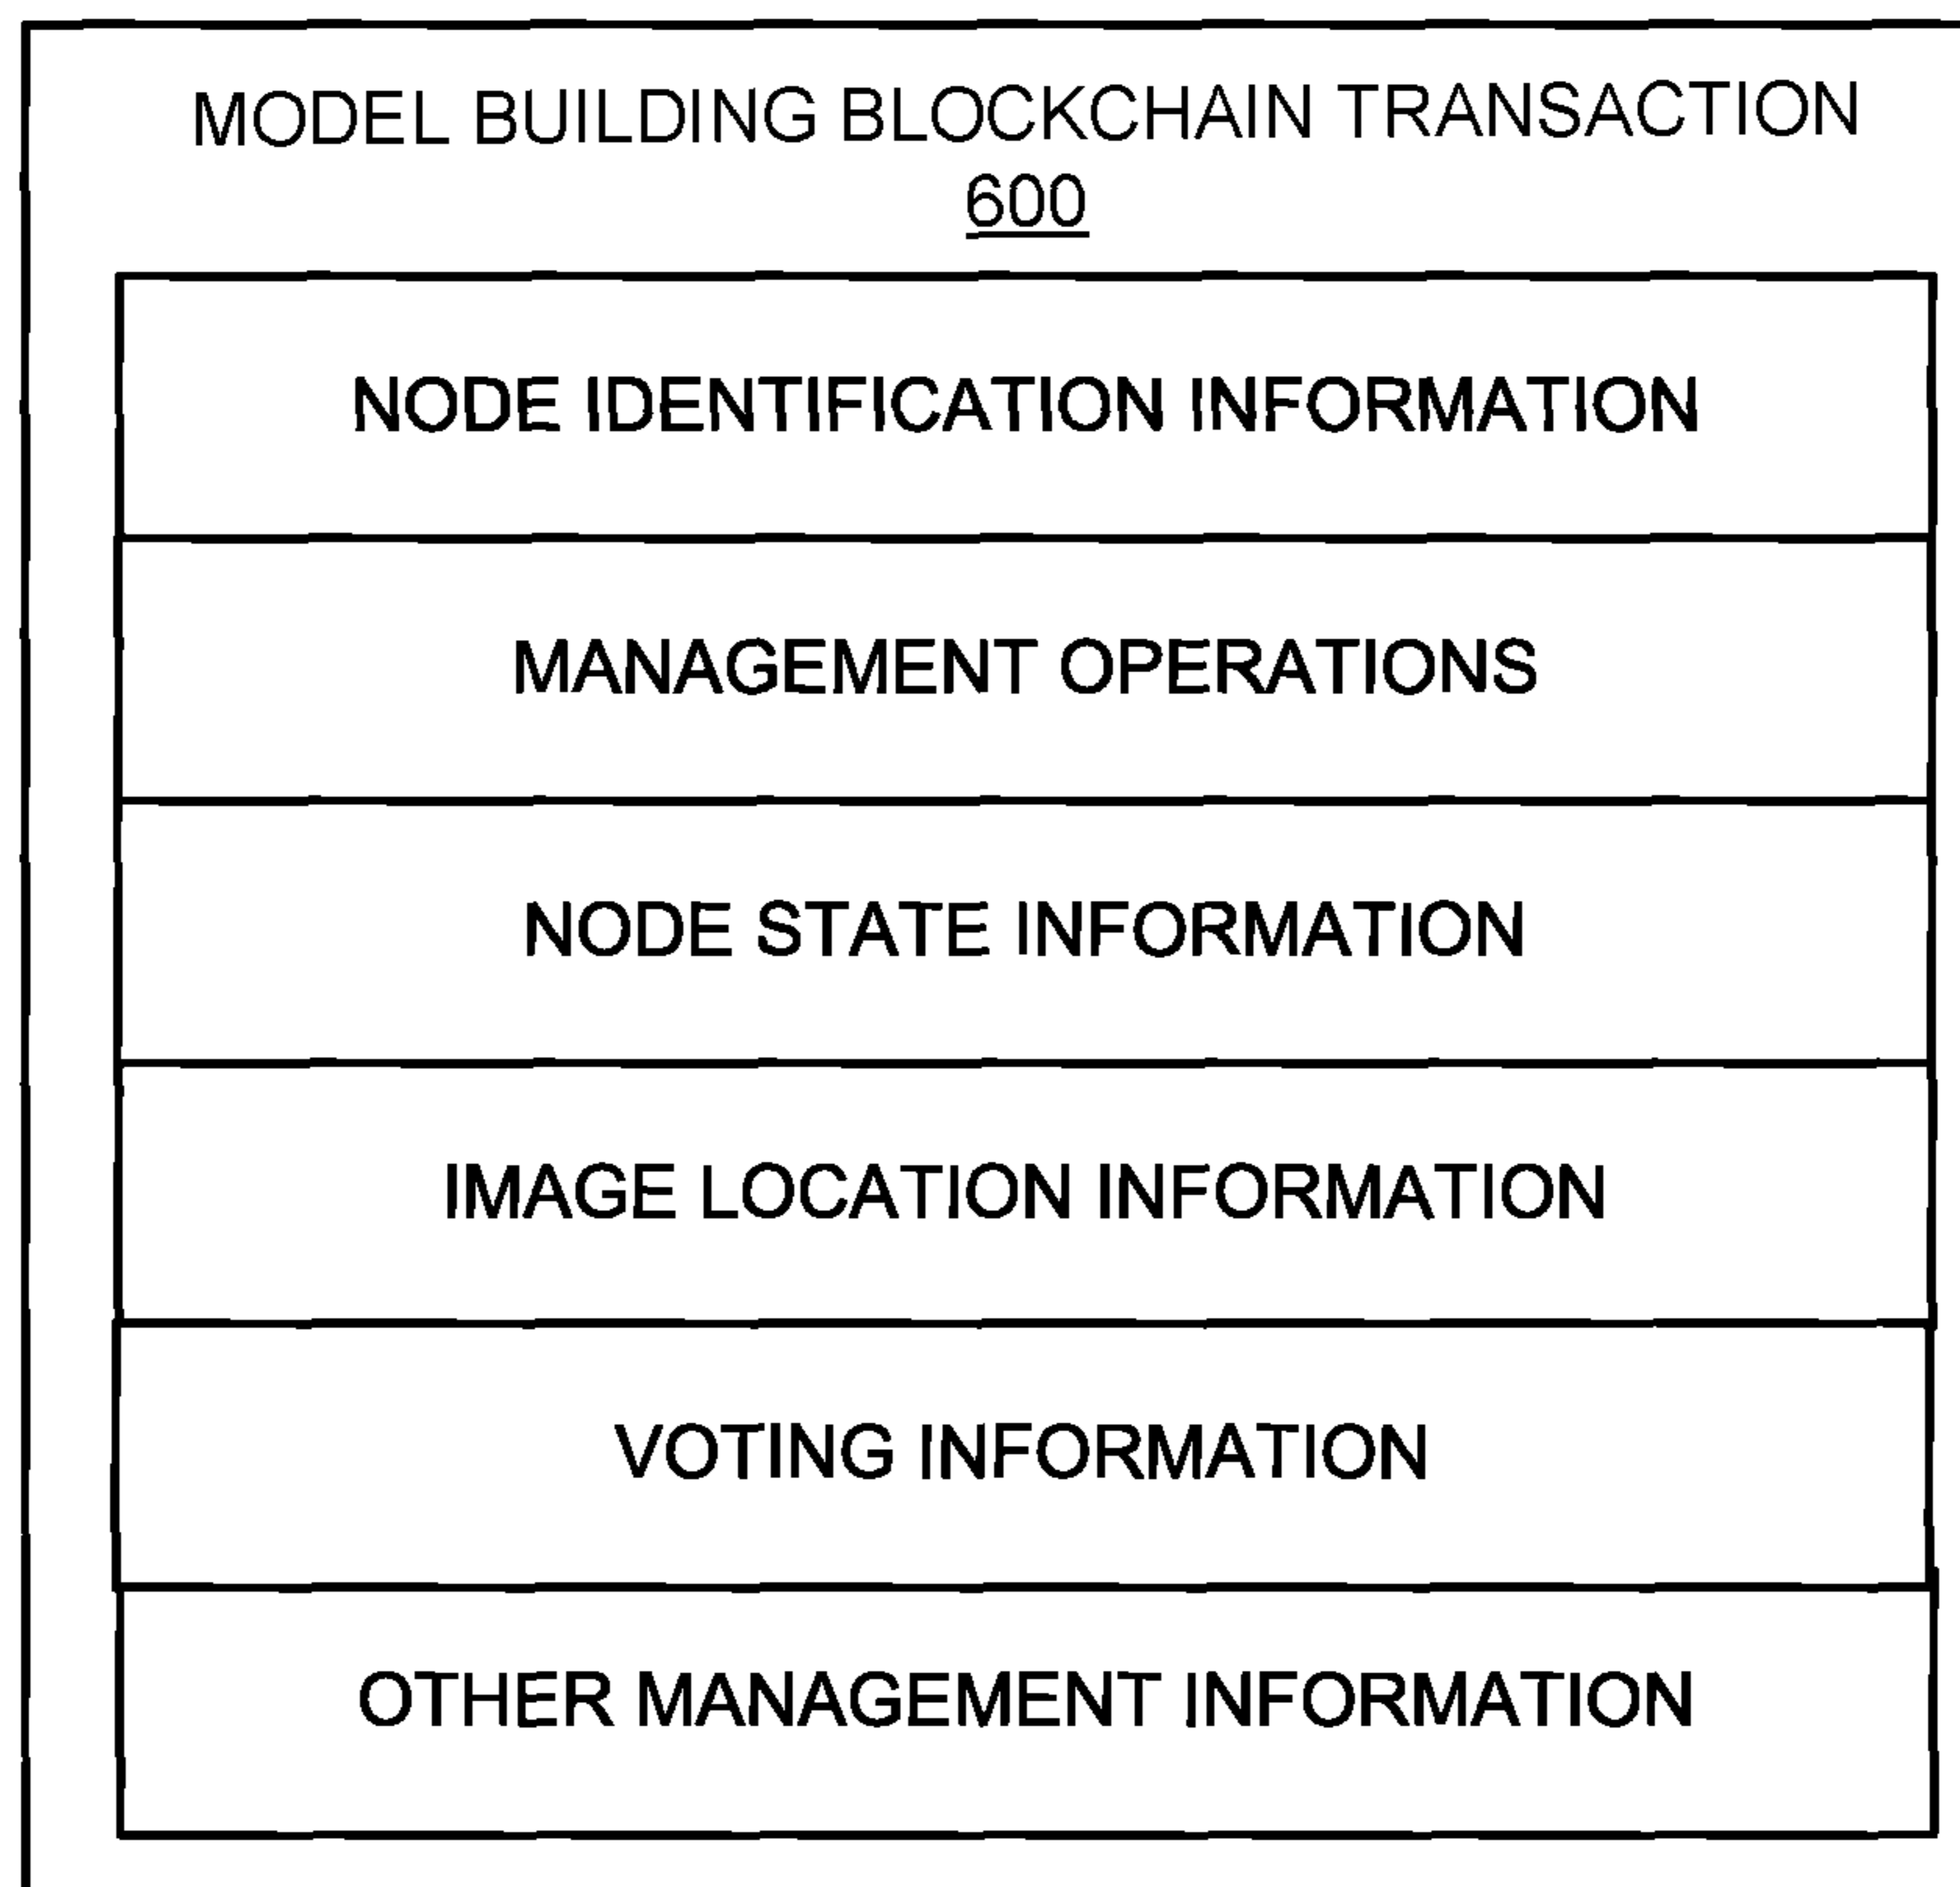 MODEL BUILDING BLOCKCHAIN TRANSACTION
600
NODE IDENTIFICATION INFORMATION
MANAGEMENT OPERATIONS
NODE STATE INFORMATION
IMAGE LOCATION INFORMATION
VOTING INFORMATION
OTHER MANAGEMENT INFORMATION